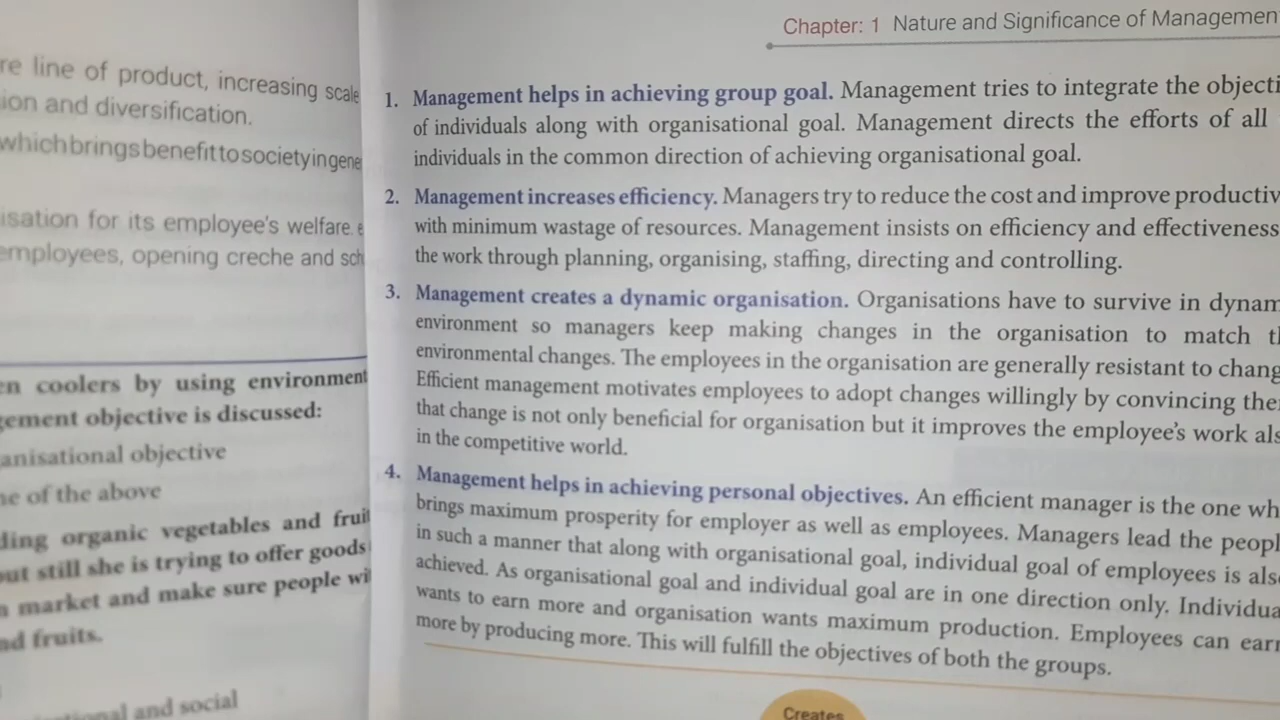 re line of product, increasing scale
ion and diversification.
which brings benefit to society in gene
isation for its employee's welfare.
employees, opening creche and sch
en coolers by using environment
gement objective is discussed:
anisational objective
ne of the above
ding organic vegetables and fruit
out still she is trying to offer goods
n market and make sure people wi
nd fruits.
tional and social
Chapter: 1 Nature and Significance of Managemen
1. Management helps in achieving group goal. Management tries to integrate the objecti
of individuals along with organisational goal. Management directs the efforts of all
individuals in the common direction of achieving organisational goal.
2. Management increases efficiency. Managers try to reduce the cost and improve productiv
with minimum wastage of resources. Management insists on efficiency and effectiveness
the work through planning, organising, staffing, directing and controlling.
3. Management creates a dynamic organisation. Organisations have to survive in dynam
environment so managers keep making changes in the organisation to match t
environmental changes. The employees in the organisation are generally resistant to chang
Efficient management motivates employees to adopt changes willingly by convincing the
that change is not only beneficial for organisation but it improves the employee's work als
in the competitive world.
4. Management helps in achieving personal objectives. An efficient manager is the one wh
brings maximum prosperity for employer as well as employees. Managers lead the peopl
in such a manner that along with organisational goal, individual goal of employees is als
achieved. As organisational goal and individual goal are in one direction only. Individua
wants to earn more and organisation wants maximum production. Employees can earn
more by producing more. This will fulfill the objectives of both the groups.
Creates